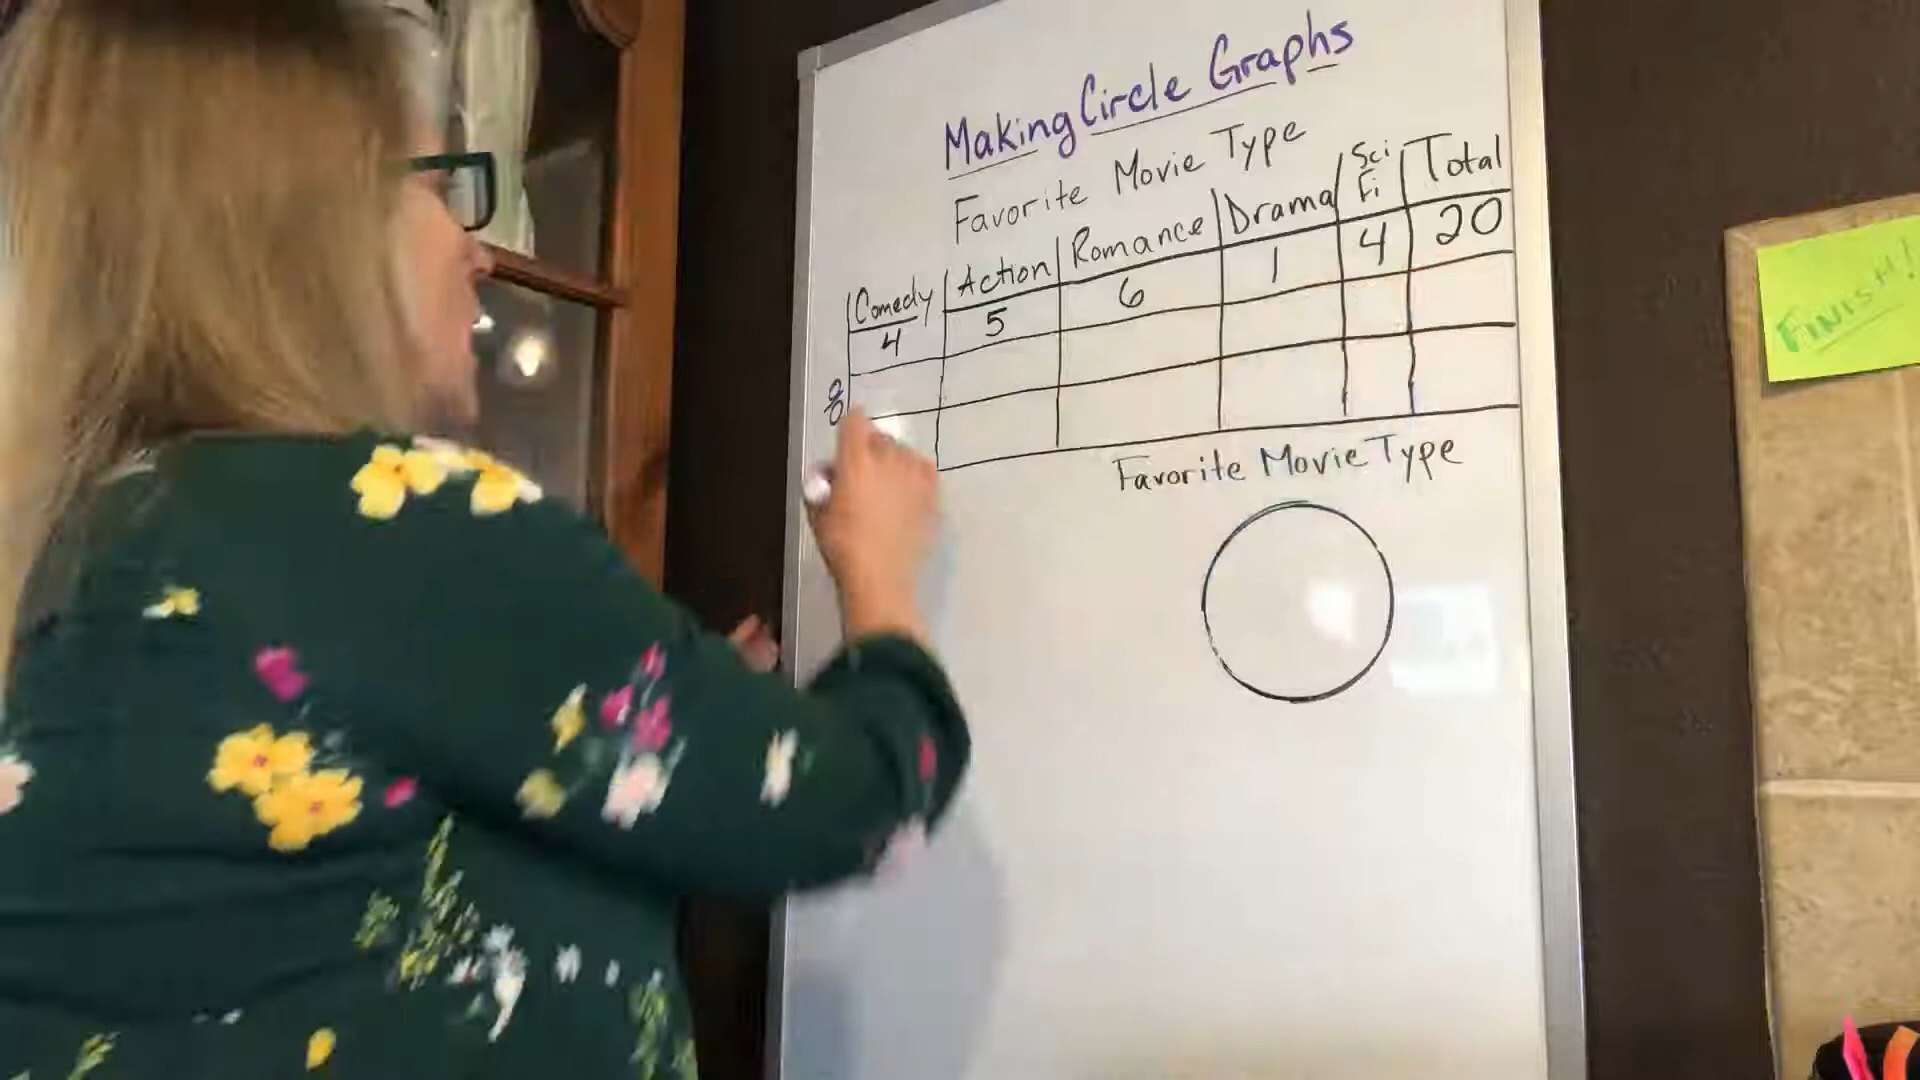 Making Circle Graphs
Favorite Movie Type
Comedy Action Romance Drama Sci Fi Total
4 5 6 1 4 20
%
Favorite Movie Type
FINISH!